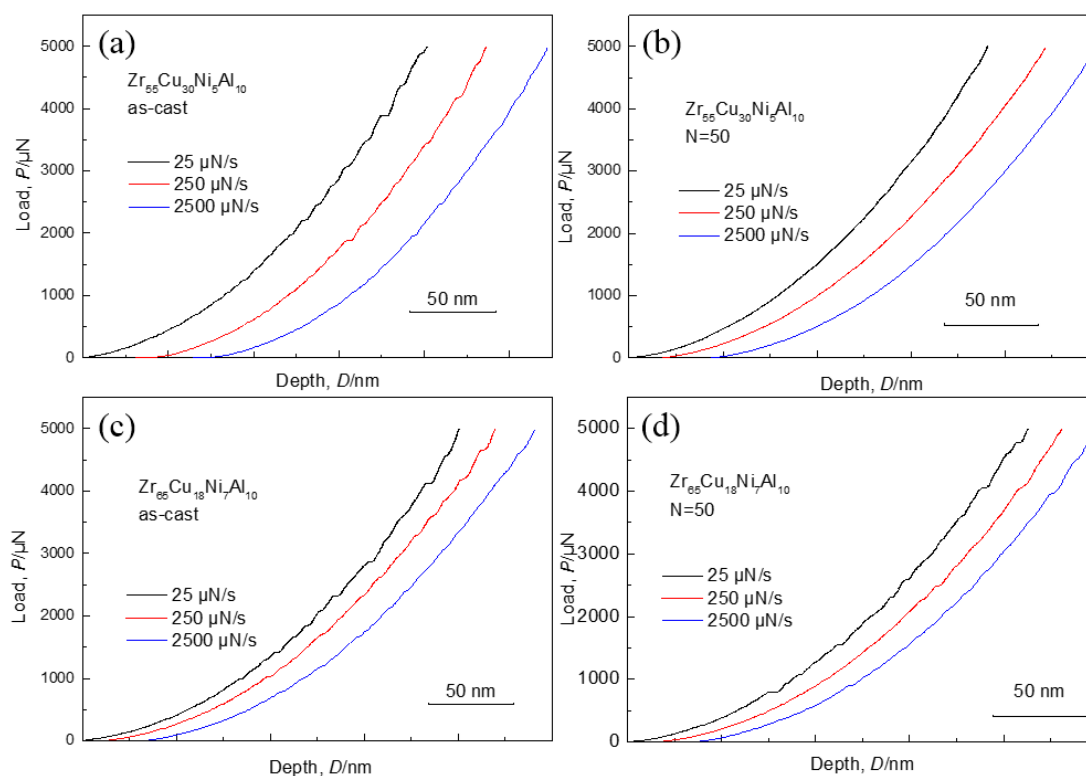 (a)
Zr₅₅Cu₃₀Ni₅Al₁₀
as-cast
25 µN/s
250 µN/s
2500 µN/s
50 nm
Load, P/µN
5000
4000
3000
2000
1000
0
Depth, D/nm
(b)
Zr₅₅Cu₃₀Ni₅Al₁₀
N=50
25 µN/s
250 µN/s
2500 µN/s
50 nm
Load, P/µN
5000
4000
3000
2000
1000
0
Depth, D/nm
(c)
Zr₆₅Cu₁₈Ni₇Al₁₀
as-cast
25 µN/s
250 µN/s
2500 µN/s
50 nm
Load, P/µN
5000
4000
3000
2000
1000
0
Depth, D/nm
(d)
Zr₆₅Cu₁₈Ni₇Al₁₀
N=50
25 µN/s
250 µN/s
2500 µN/s
50 nm
Load, P/µN
5000
4000
3000
2000
1000
0
Depth, D/nm